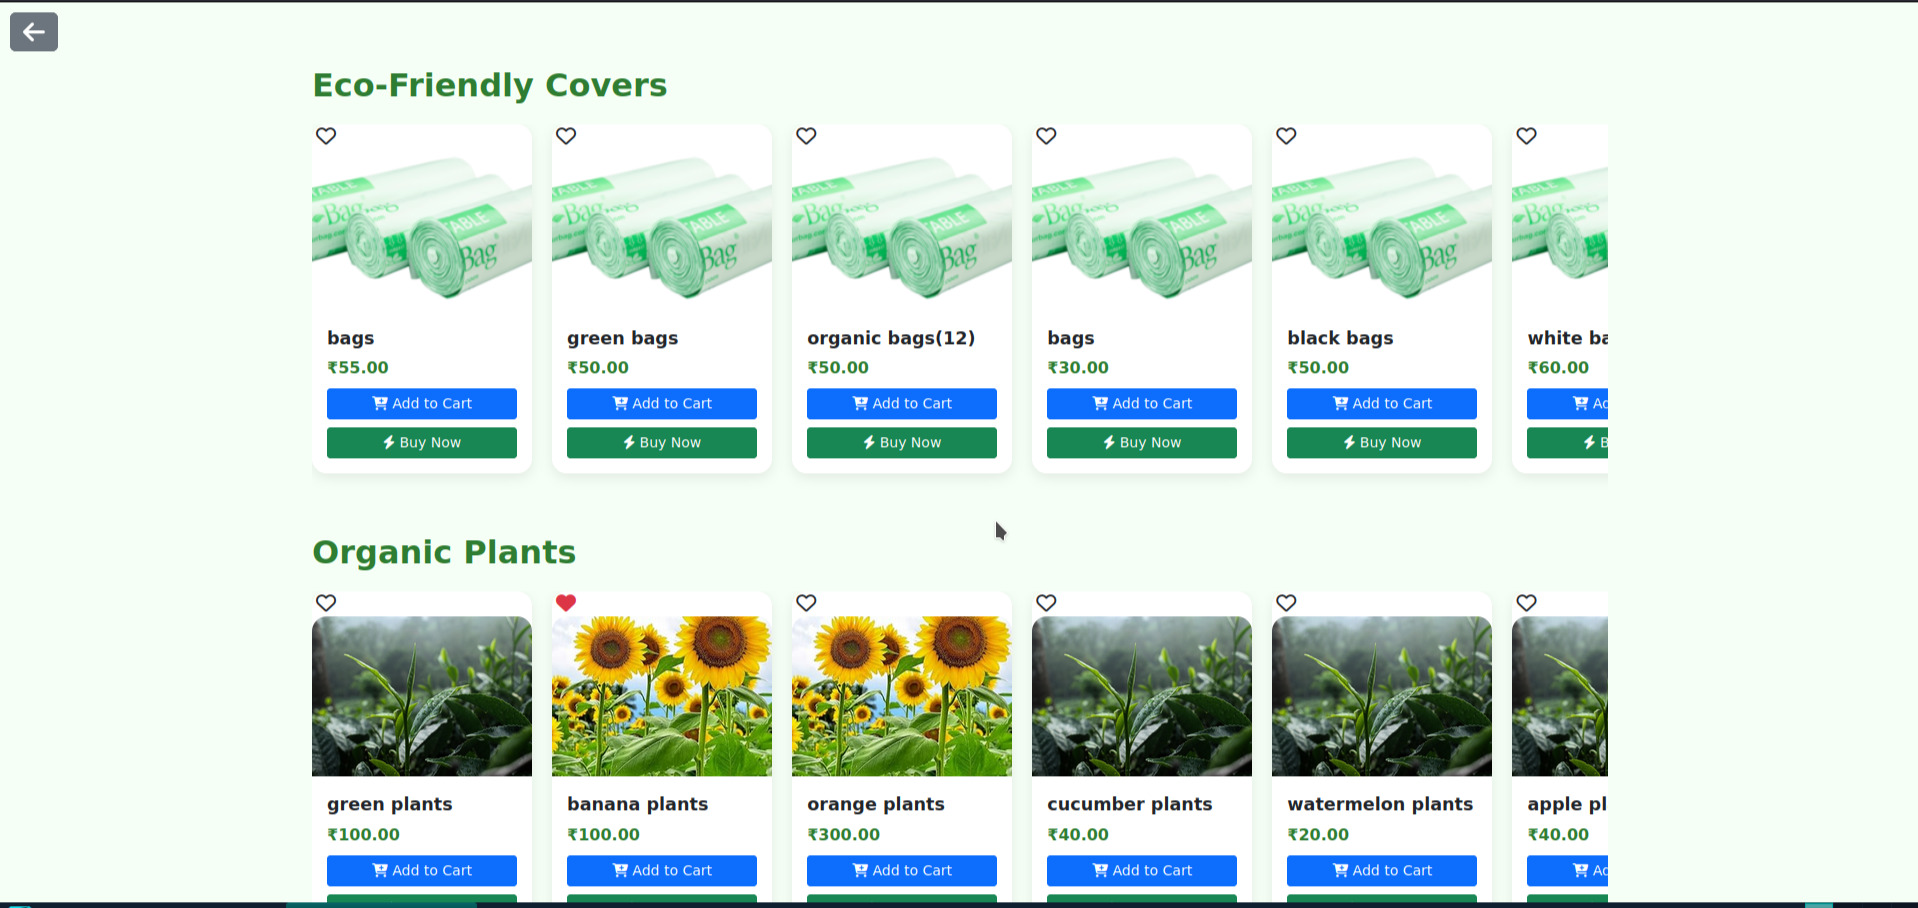 Eco-Friendly Covers
bags
₹55.00
Add to Cart
Buy Now
green bags
₹50.00
Add to Cart
Buy Now
organic bags(12)
₹50.00
Add to Cart
Buy Now
bags
₹30.00
Add to Cart
Buy Now
black bags
₹50.00
Add to Cart
Buy Now
white ba
₹60.00
Ad
B
Organic Plants
green plants
₹100.00
Add to Cart
banana plants
₹100.00
Add to Cart
orange plants
₹300.00
Add to Cart
cucumber plants
₹40.00
Add to Cart
watermelon plants
₹20.00
Add to Cart
apple pl
₹40.00
Ad